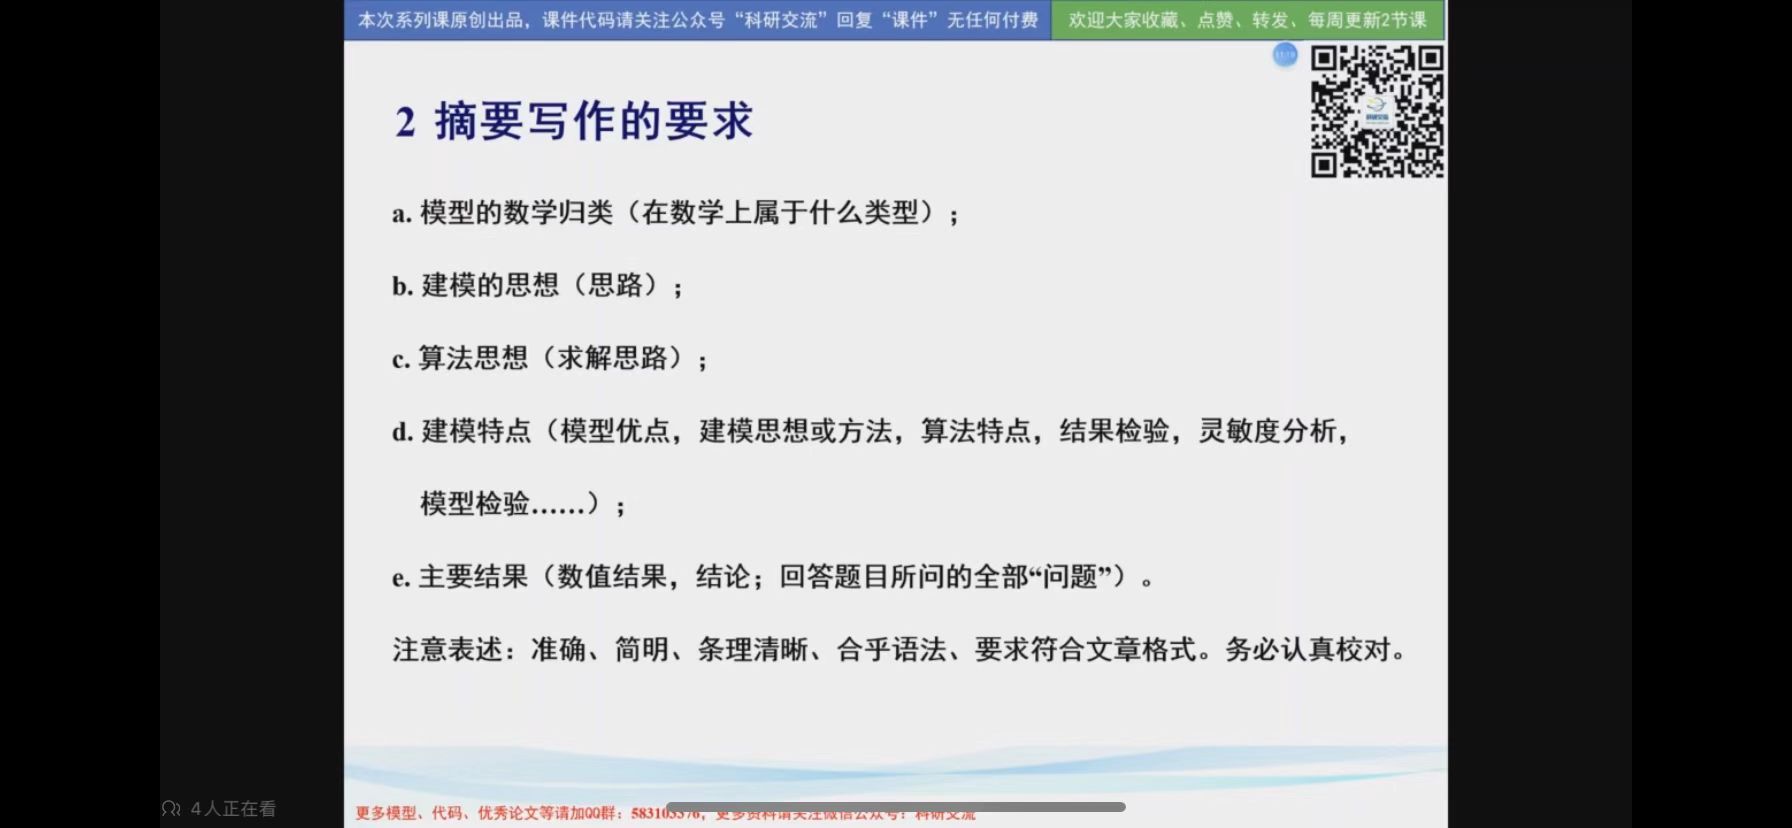 本次系列课原创出品，课件代码请关注公众号“科研交流”回复“课件”无任何付费
欢迎大家收藏、点赞、转发、每周更新2节课
2 摘要写作的要求
a. 模型的数学归类（在数学上属于什么类型）；
b. 建模的思想（思路）；
c. 算法思想（求解思路）；
d. 建模特点（模型优点，建模思想或方法，算法特点，结果检验，灵敏度分析，
模型检验……）；
e. 主要结果（数值结果，结论；回答题目所问的全部“问题”）。
注意表述：准确、简明、条理清晰、合乎语法、要求符合文章格式。务必认真校对。
4人正在看
更多模型、代码、优秀论文等请加QQ群：更多资料请关注微信公众号：科研交流